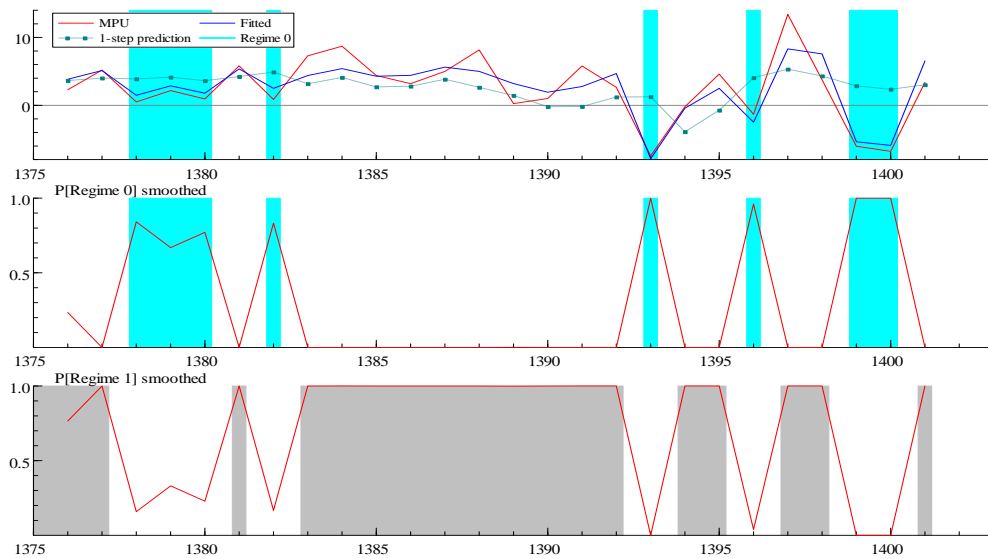 MPU Fitted
1-step prediction Regime 0
10
0
1375 1380 1385 1390 1395 1400
P[Regime 0] smoothed
1.0
0.5
1375 1380 1385 1390 1395 1400
P[Regime 1] smoothed
1.0
0.5
1375 1380 1385 1390 1395 1400